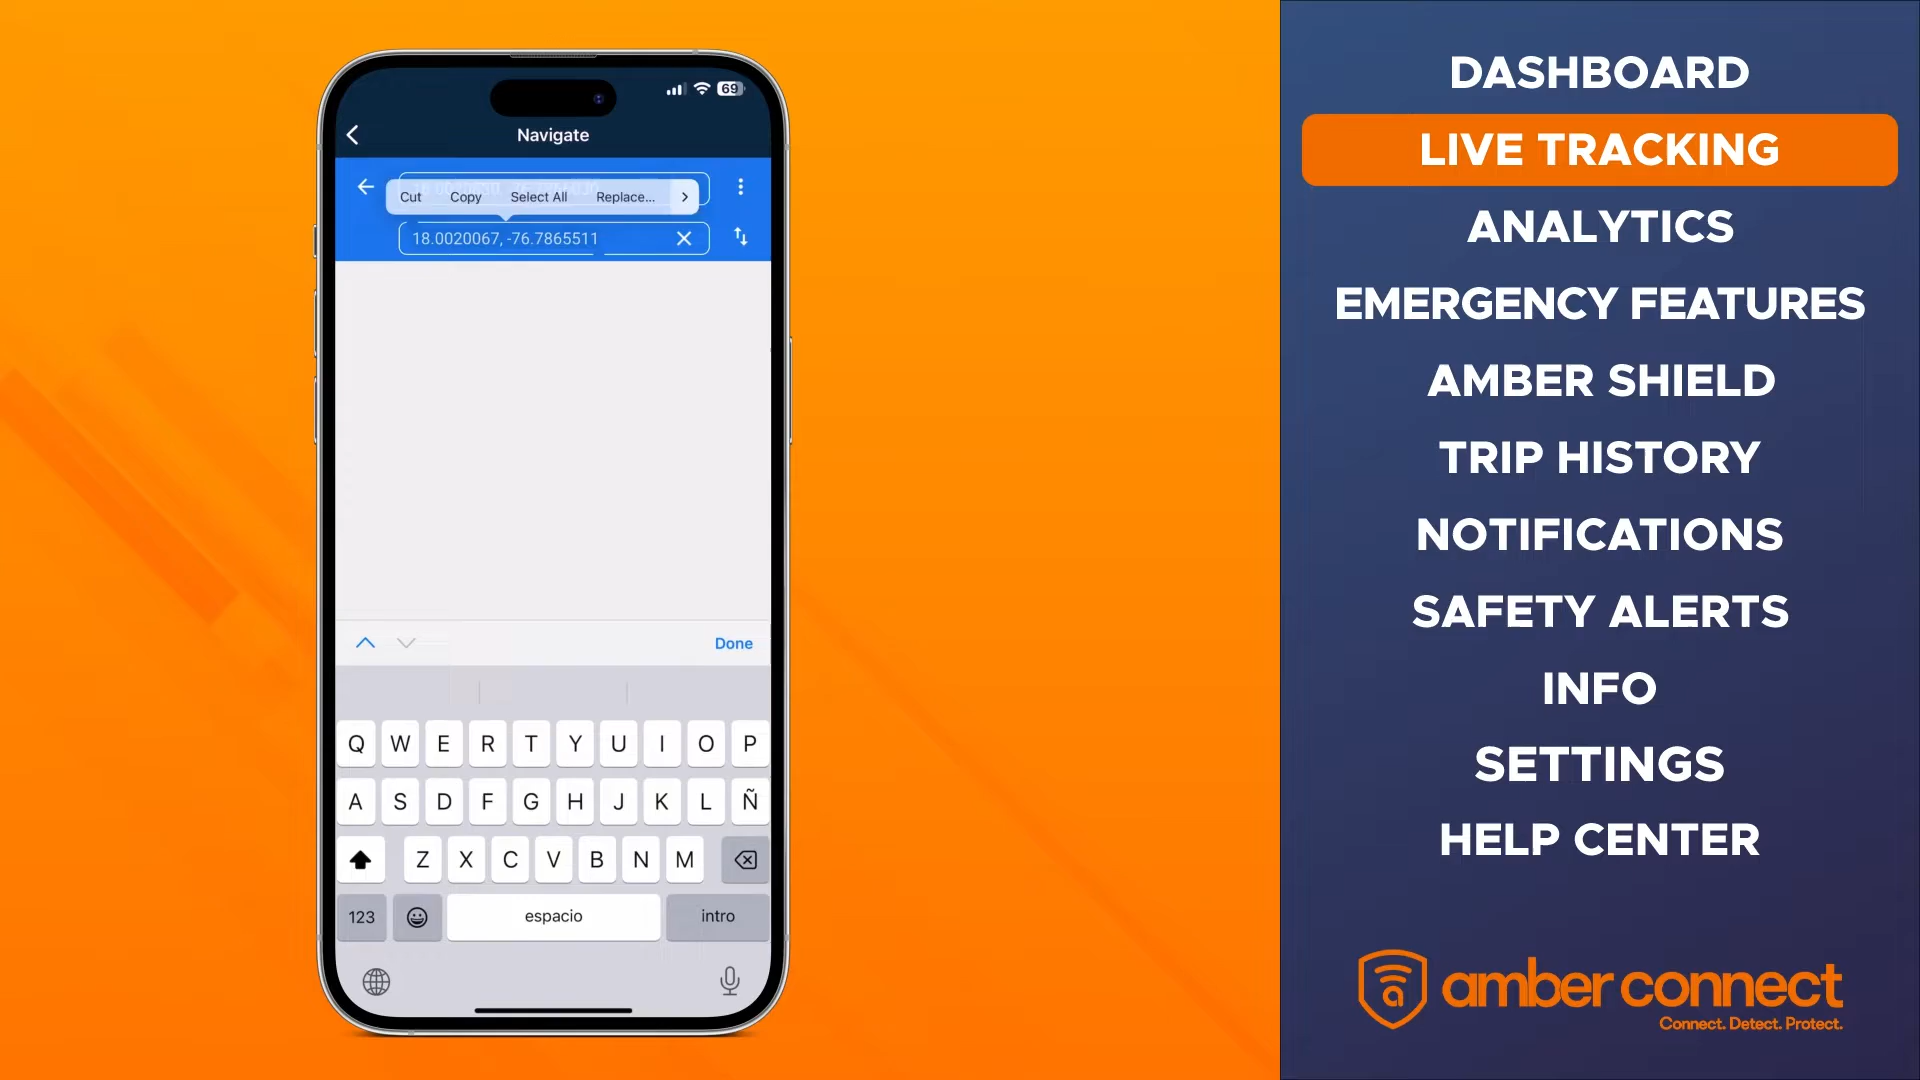 69
Navigate
Cut Copy Select All Replace...
18.0020067, -76.7865511
Done
Q W E R T Y U I O P
A S D F G H J K L Ñ
Z X C V B N M
123 espacio intro
DASHBOARD
LIVE TRACKING
ANALYTICS
EMERGENCY FEATURES
AMBER SHIELD
TRIP HISTORY
NOTIFICATIONS
SAFETY ALERTS
INFO
SETTINGS
HELP CENTER
amber connect
Connect. Detect. Protect.